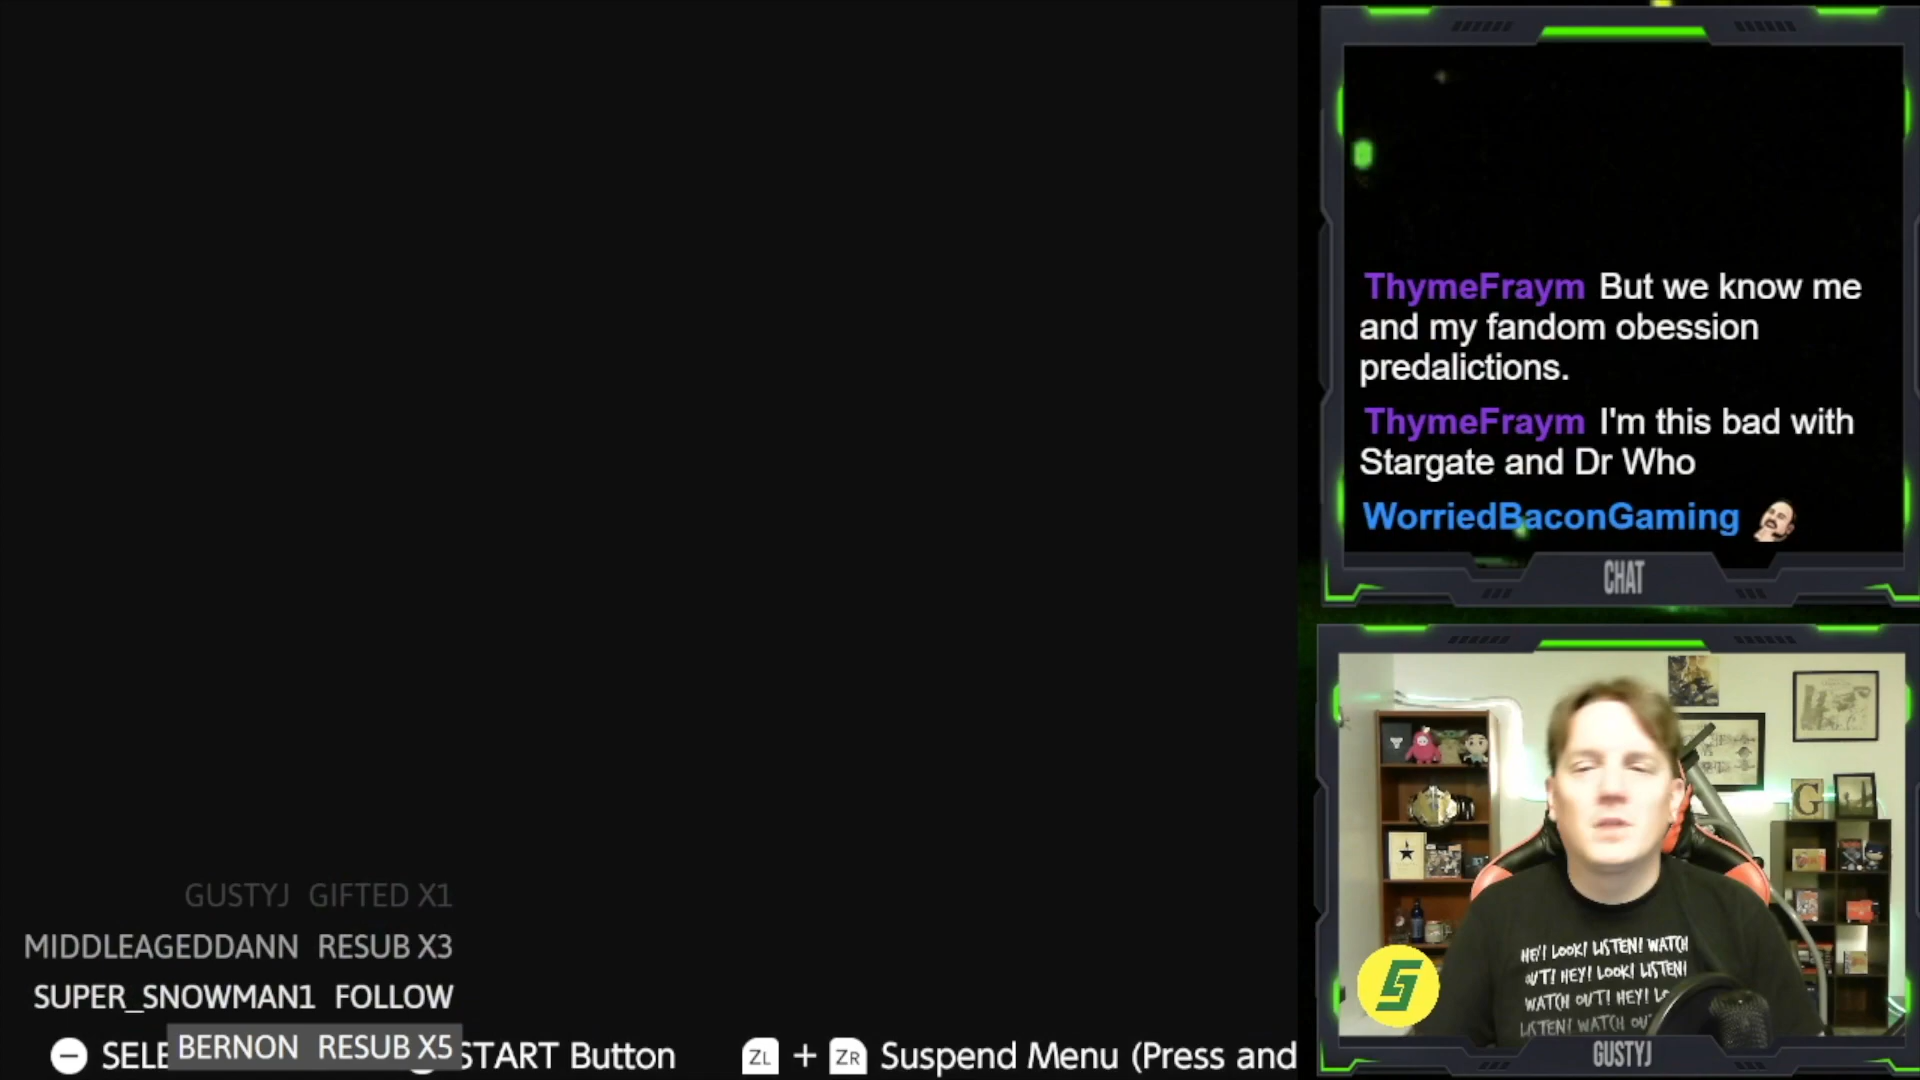 ThymeFraym But we know me
and my fandom obession
predalictions.
ThymeFraym I'm this bad with
Stargate and Dr Who
WorriedBaconGaming
CHAT
GUSTYJ GIFTED X1
MIDDLEAGEDDANN RESUB X3
SUPER_SNOWMAN1 FOLLOW
BERNON RESUB X5
SELE
START Button
ZL + ZR Suspend Menu (Press and
G
HEY! LOOK! LISTEN! WATCH
OUT! HEY! LOOK! LISTEN!
WATCH OUT! HEY! LO
LISTEN! WATCH OU
GUSTYJ